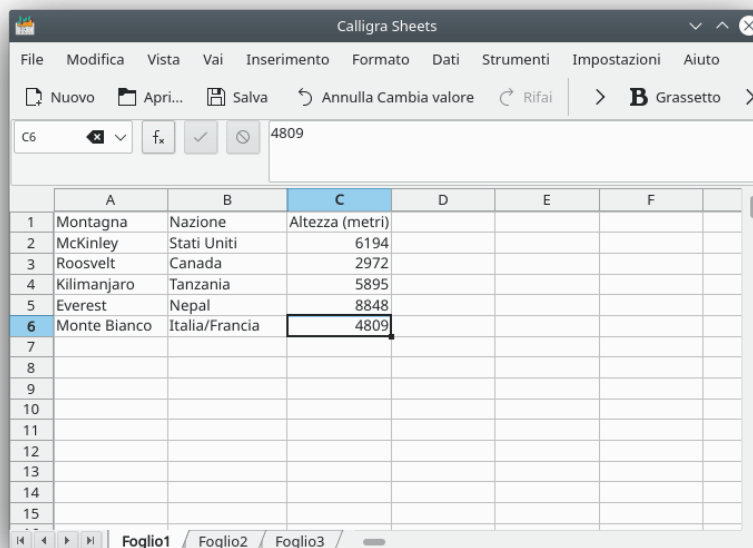 Calligra Sheets
File Modifica Vista Vai Inserimento Formato Dati Strumenti Impostazioni Aiuto
Nuovo Apri... Salva Annulla Cambia valore Rifai B Grassetto
C6 fx 4809
A B C D E F
1 Montagna Nazione Altezza (metri)
2 McKinley Stati Uniti 6194
3 Roosvelt Canada 2972
4 Kilimanjaro Tanzania 5895
5 Everest Nepal 8848
6 Monte Bianco Italia/Francia 4809
7
8
9
10
11
12
13
14
15
Foglio1 Foglio2 Foglio3